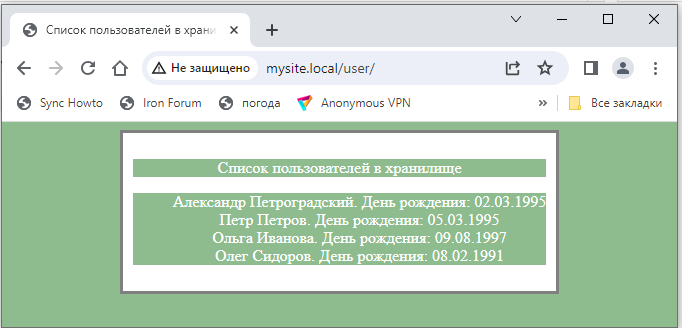 Список пользователей в храни
Не защищено
mysite.local/user/
Sync Howto
Iron Forum
погода
Anonymous VPN
»
Все закладки
Список пользователей в хранилище
Александр Петроградский. День рождения: 02.03.1995
Петр Петров. День рождения: 05.03.1995
Ольга Иванова. День рождения: 09.08.1997
Олег Сидоров. День рождения: 08.02.1991